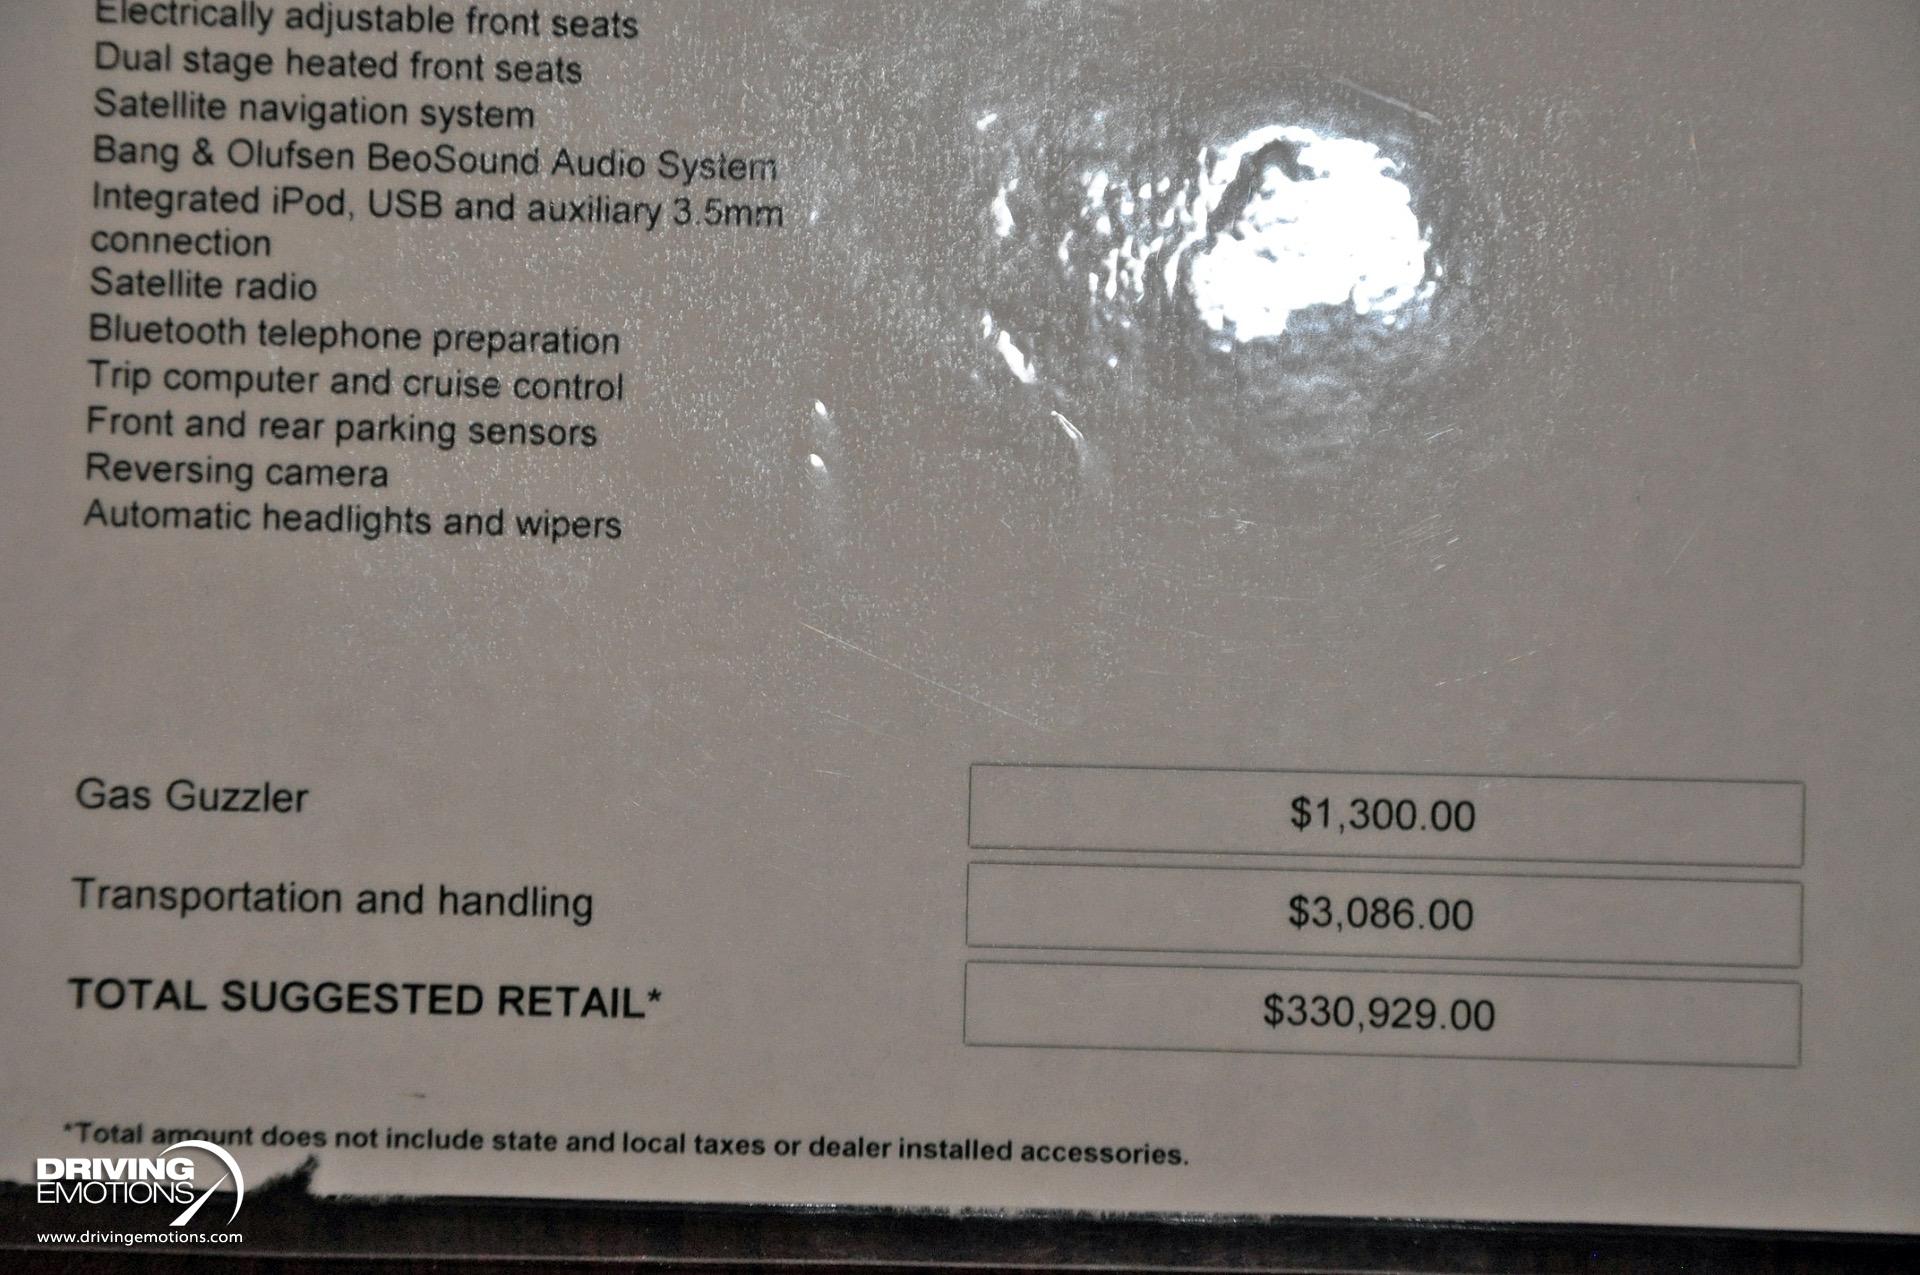 Electrically adjustable front seats
Dual stage heated front seats
Satellite navigation system
Bang & Olufsen BeoSound Audio System
Integrated iPod, USB and auxiliary 3.5mm
connection
Satellite radio
Bluetooth telephone preparation
Trip computer and cruise control
Front and rear parking sensors
Reversing camera
Automatic headlights and wipers
Gas Guzzler $1,300.00
Transportation and handling $3,086.00
TOTAL SUGGESTED RETAIL* $330,929.00
*Total amount does not include state and local taxes or dealer installed accessories.
DRIVING
EMOTIONS
www.drivingemotions.com